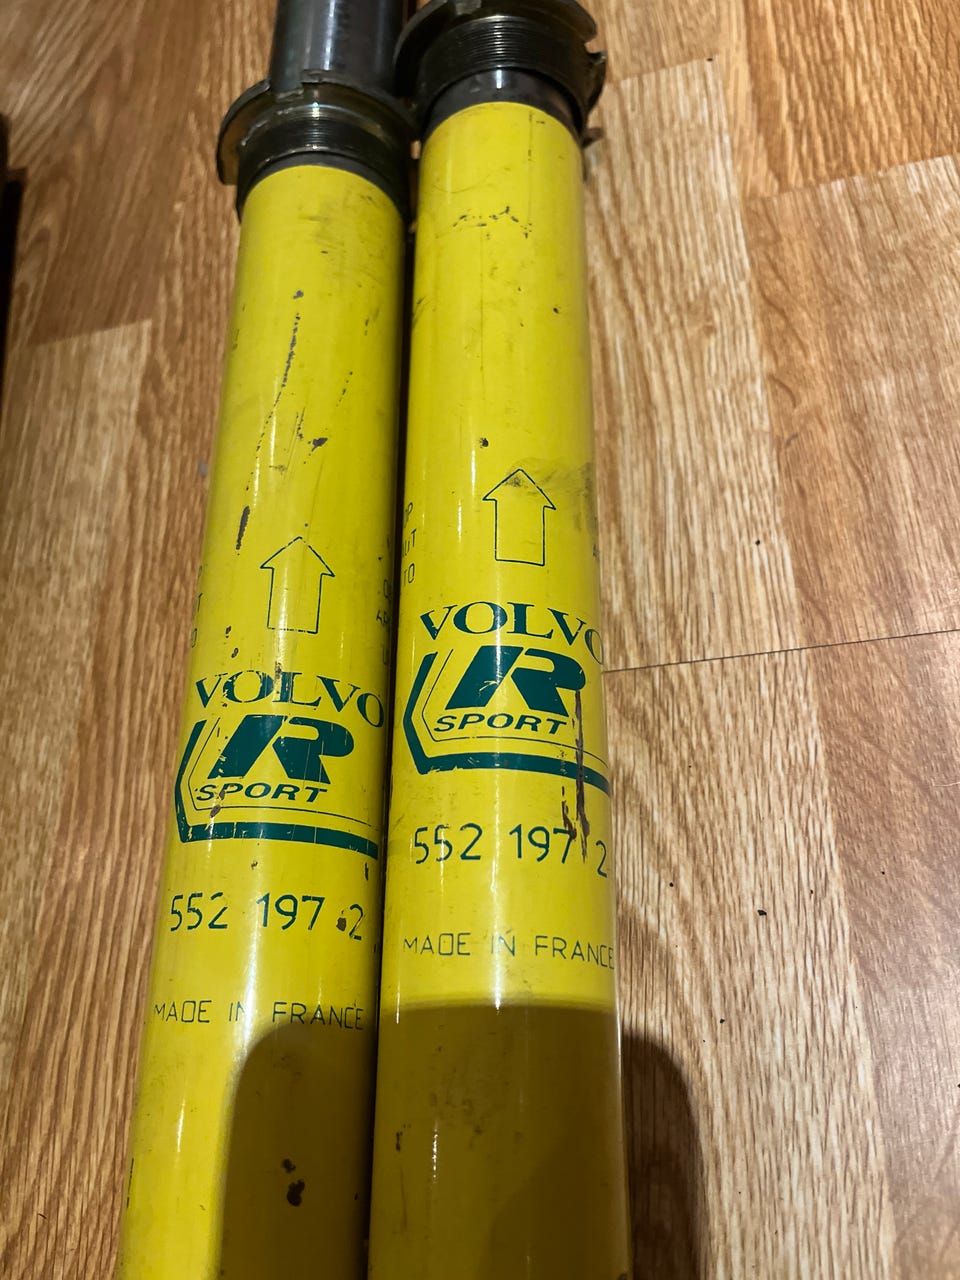 VOLVO
R
SPORT
552 197 2
MADE IN FRANCE
VOLVO
R
SPORT
552 197 2
MADE IN FRANCE